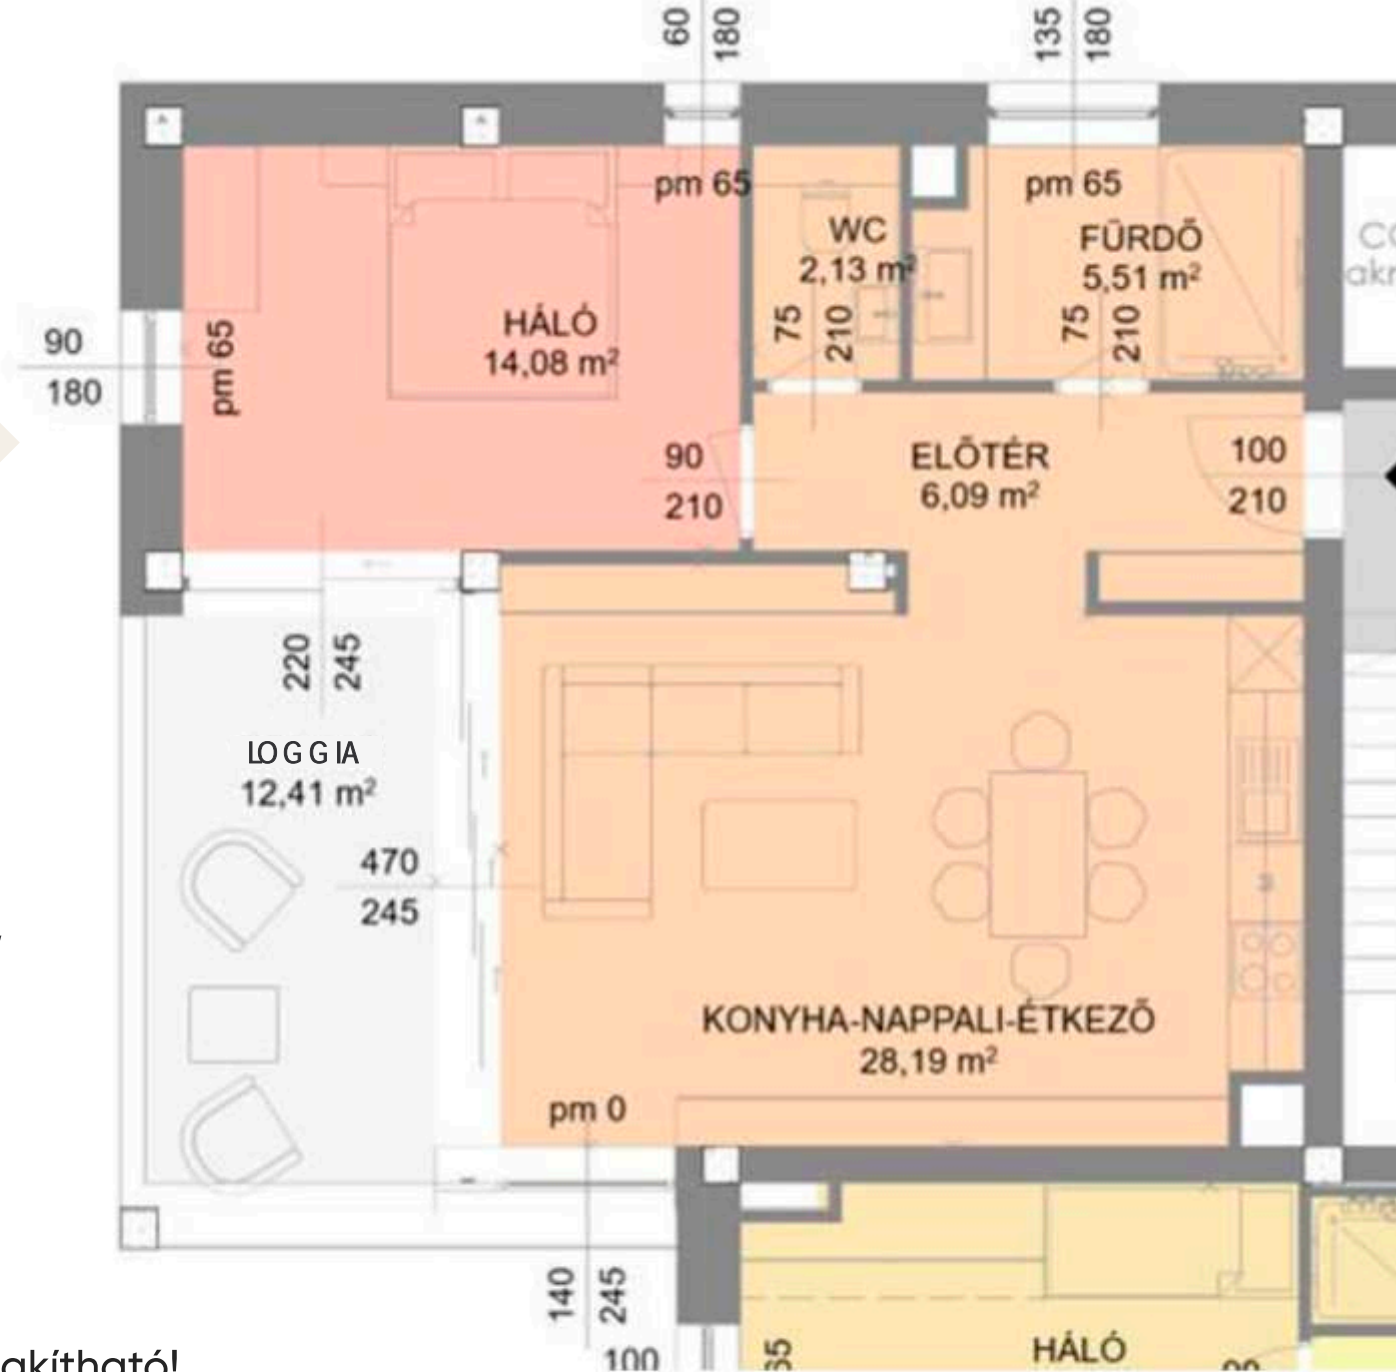 60
180
135
180
pm 65
pm 65
WC
2,13 m²
FÜRDŐ
5,51 m²
75
210
75
210
HÁLÓ
14,08 m²
90
180
pm 65
90
210
ELŐTÉR
6,09 m²
100
210
220
245
LOGGIA
12,41 m²
470
245
KONYHA-NAPPALI-ÉTKEZŐ
28,19 m²
pm 0
140
245
100
HÁLÓ
akítható!